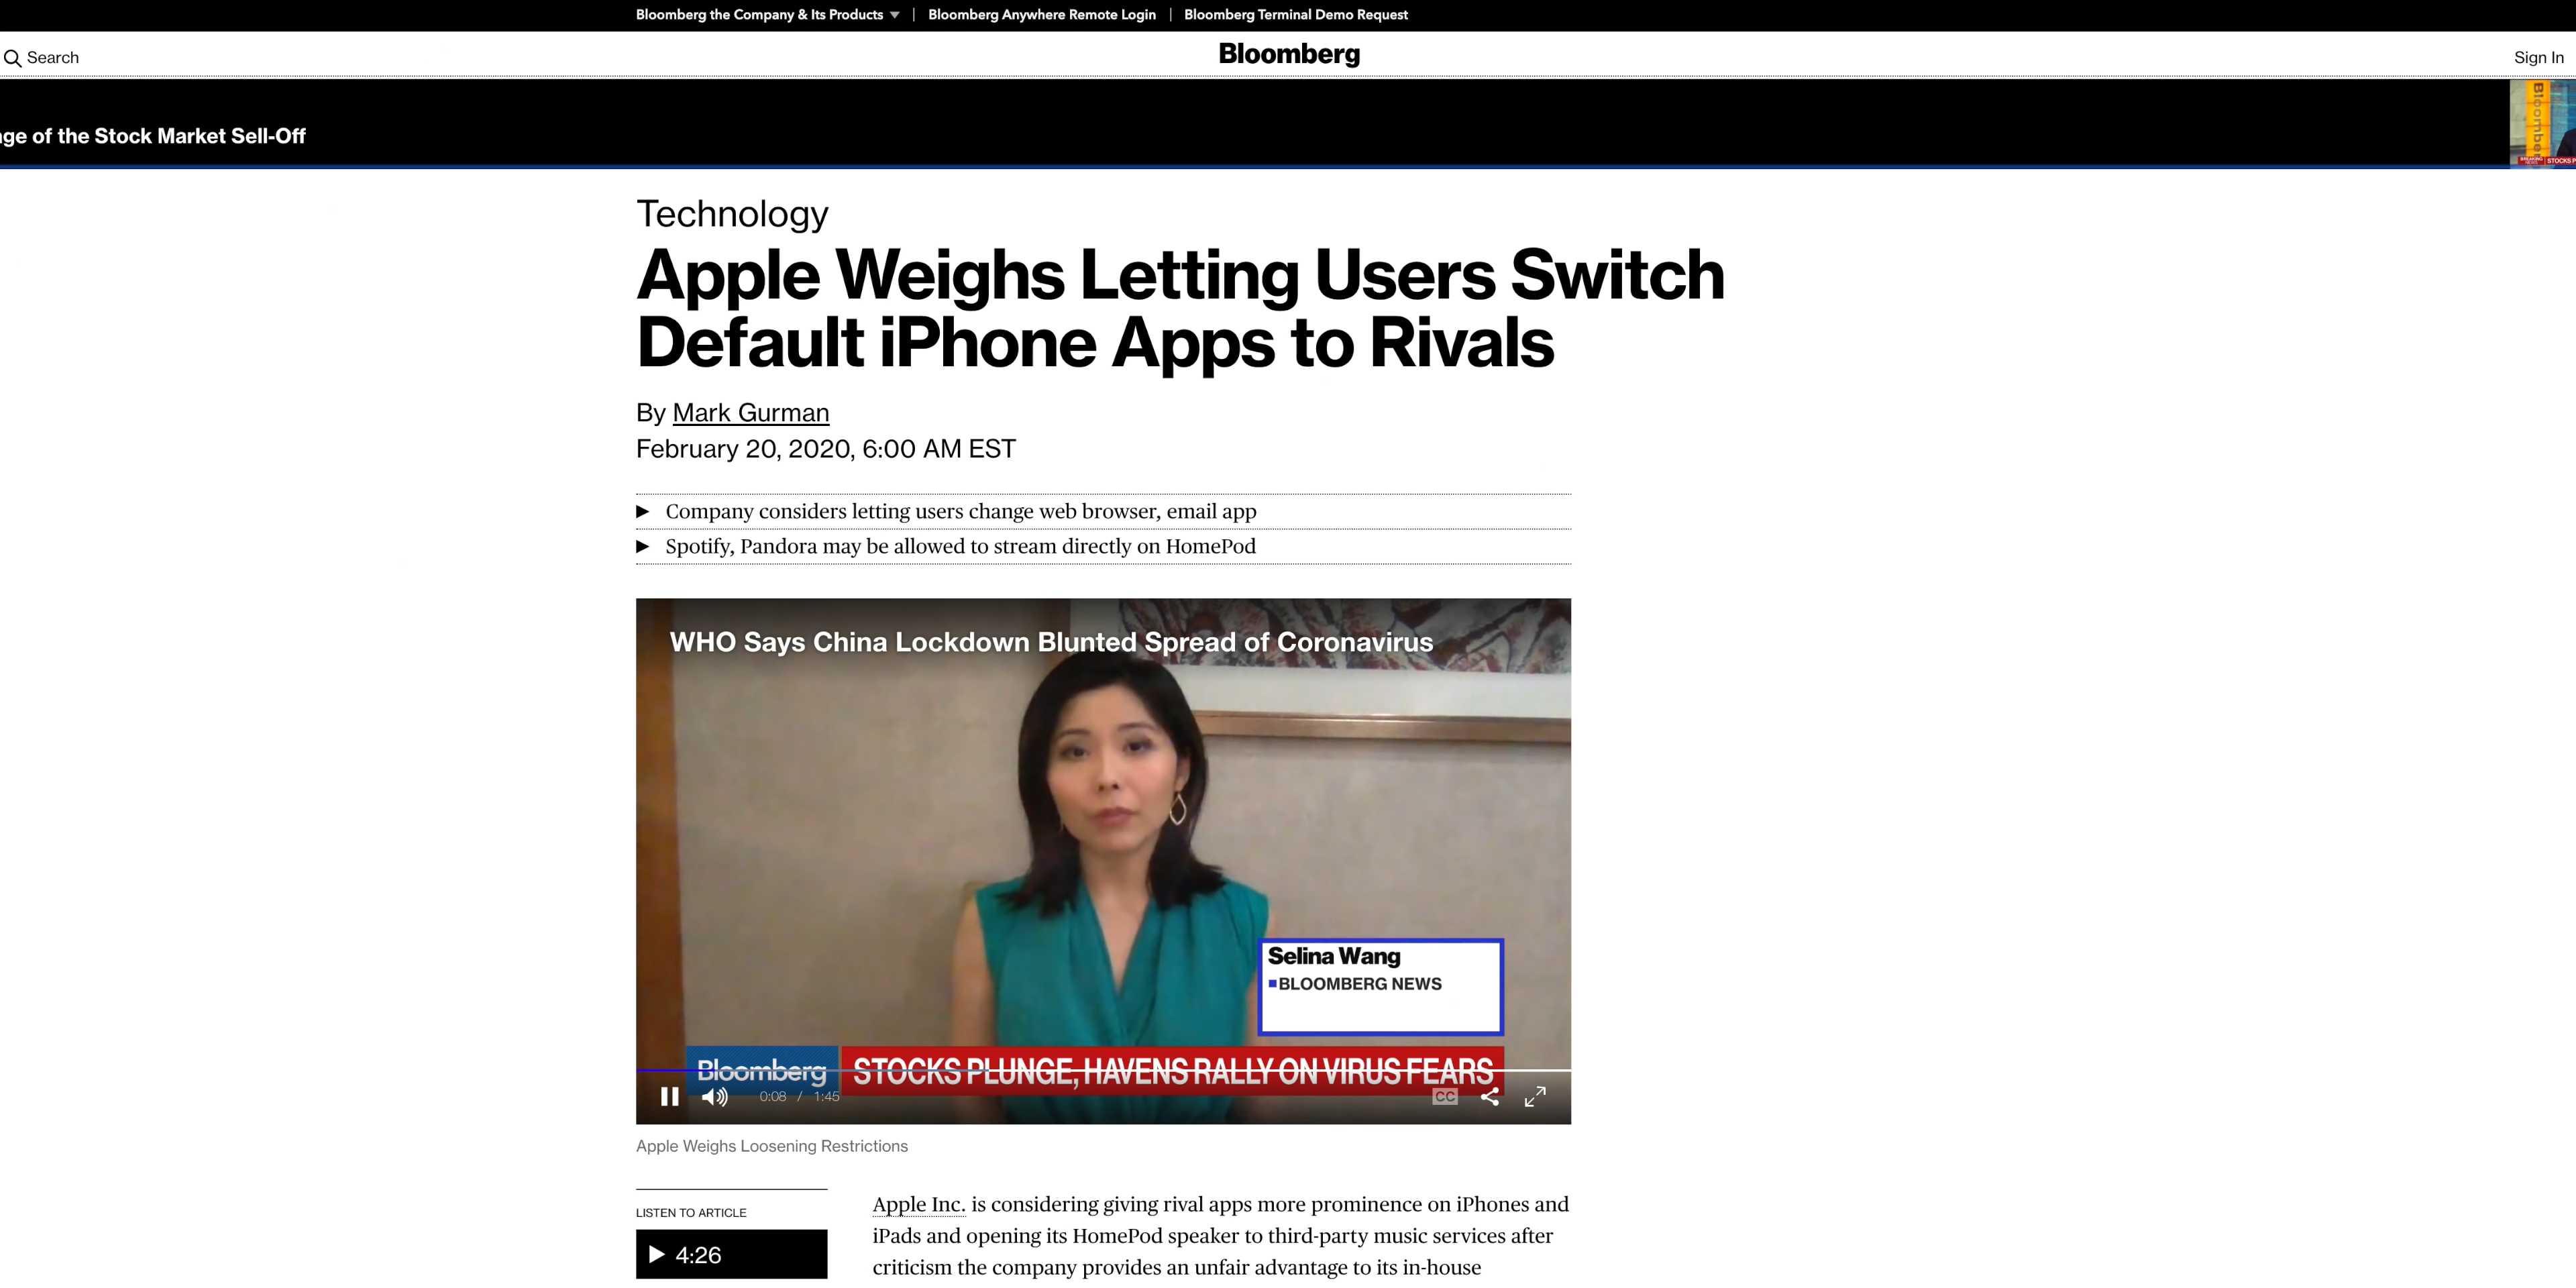 Bloomberg the Company & Its Products
Bloomberg Anywhere Remote Login
Bloomberg Terminal Demo Request
Search
Bloomberg
Sign In
ge of the Stock Market Sell-Off
Technology
Apple Weighs Letting Users Switch
Default iPhone Apps to Rivals
By Mark Gurman
February 20, 2020, 6:00 AM EST
Company considers letting users change web browser, email app
Spotify, Pandora may be allowed to stream directly on HomePod
WHO Says China Lockdown Blunted Spread of Coronavirus
Selina Wang
BLOOMBERG NEWS
Bloomberg
STOCKS PLUNGE, HAVENS RALLY ON VIRUS FEARS
0:08 / 1:45
CC
Apple Weighs Loosening Restrictions
LISTEN TO ARTICLE
4:26
Apple Inc. is considering giving rival apps more prominence on iPhones and
iPads and opening its HomePod speaker to third-party music services after
criticism the company provides an unfair advantage to its in-house